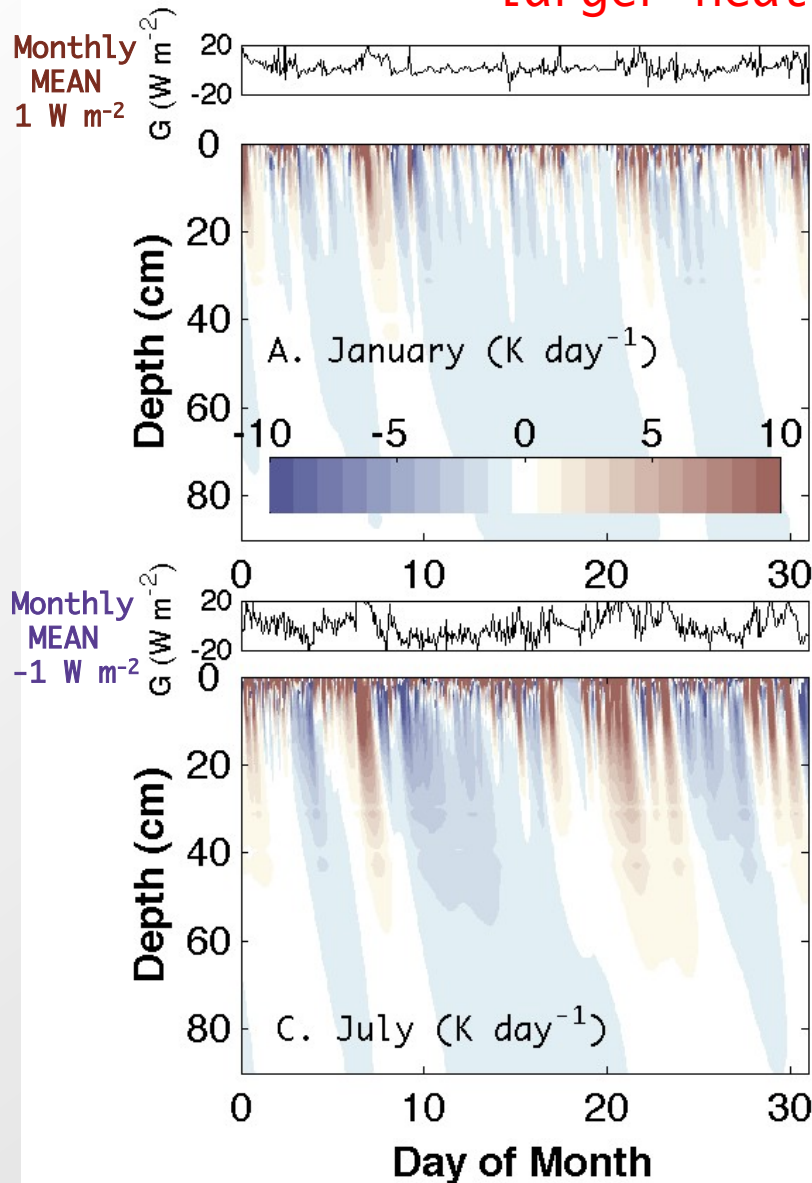 Larger heat
Monthly
MEAN
1 W m⁻²
G (W m⁻²)
20
-20
0
20
40
60
80
Depth (cm)
A. January (K day⁻¹)
-10 -5 0 5 10
0 10 20 30
Monthly
MEAN
-1 W m⁻²
G (W m⁻²)
20
-20
0
20
40
60
80
Depth (cm)
C. July (K day⁻¹)
0 10 20 30
Day of Month